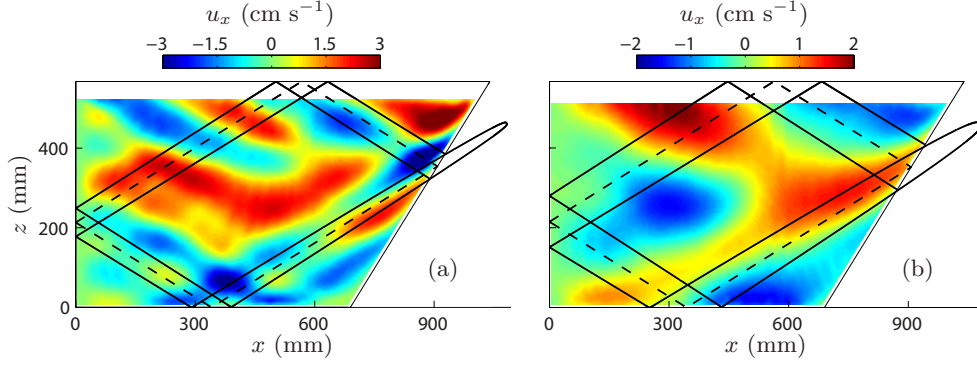 u_x (cm s⁻¹)
−3 −1.5 0 1.5 3
u_x (cm s⁻¹)
−2 −1 0 1 2
z (mm)
400
200
0
(a)
(b)
0 300 600 900
0 300 600 900
x (mm)
x (mm)